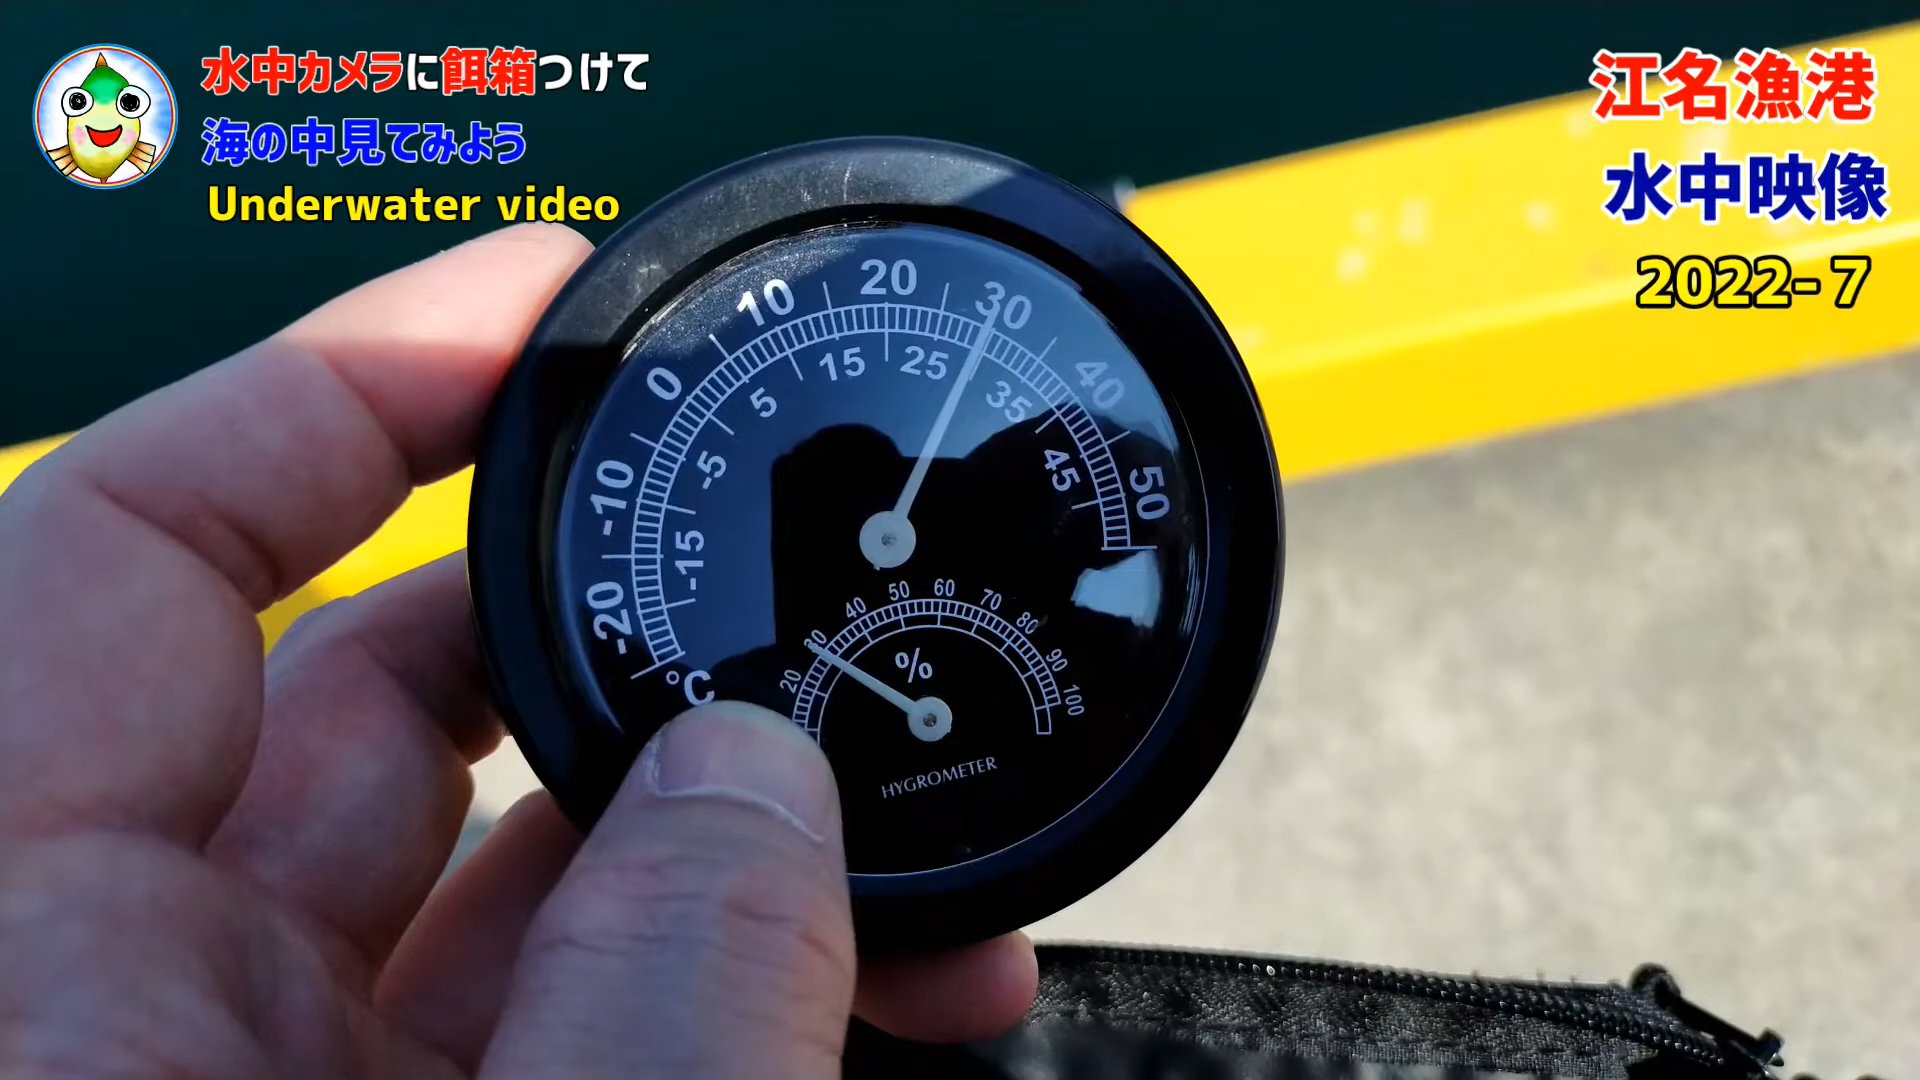 水中カメラに餌箱つけて
海の中見てみよう
Underwater video
江名漁港
水中映像
2022-７
-20 -10 0 10 20 30 40 50
-15 -5 5 15 25 35 45
°C
20 30 40 50 60 70 80 90 100
%
HYGROMETER